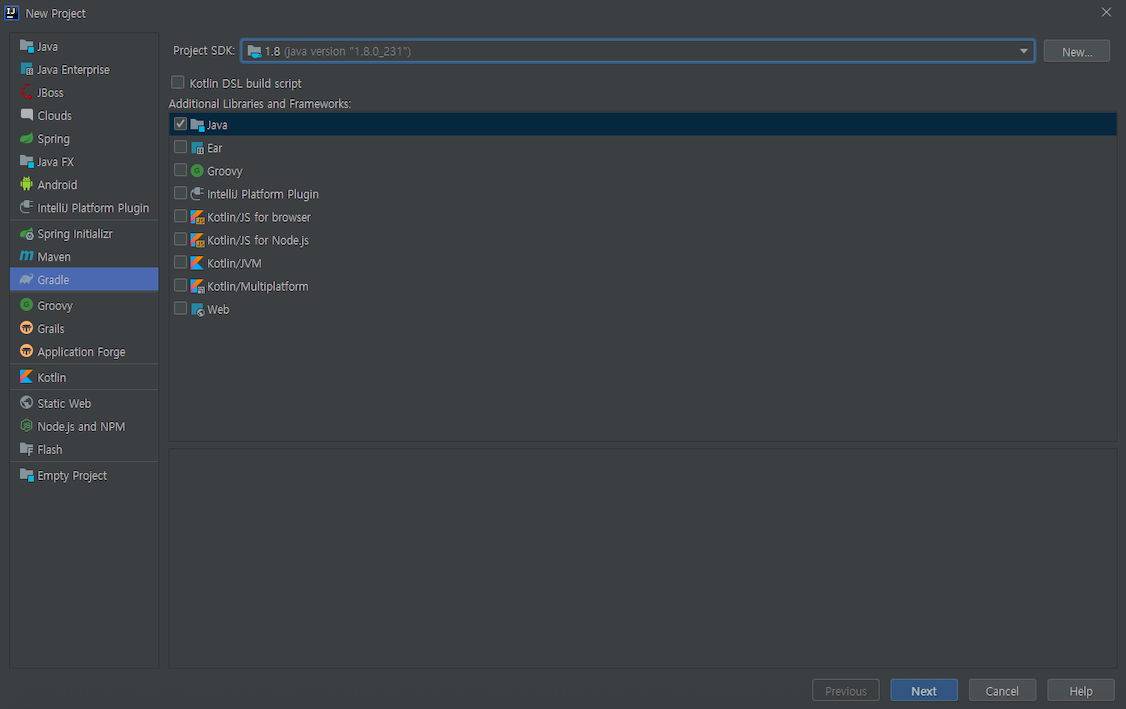 New Project
Java
Java Enterprise
JBoss
Clouds
Spring
Java FX
Android
IntelliJ Platform Plugin
Spring Initializr
Maven
Gradle
Groovy
Grails
Application Forge
Kotlin
Static Web
Node.js and NPM
Flash
Empty Project
Project SDK: 1.8 (java version "1.8.0_231") New...
Kotlin DSL build script
Additional Libraries and Frameworks:
Java
Ear
Groovy
IntelliJ Platform Plugin
Kotlin/JS for browser
Kotlin/JS for Node.js
Kotlin/JVM
Kotlin/Multiplatform
Web
Previous Next Cancel Help